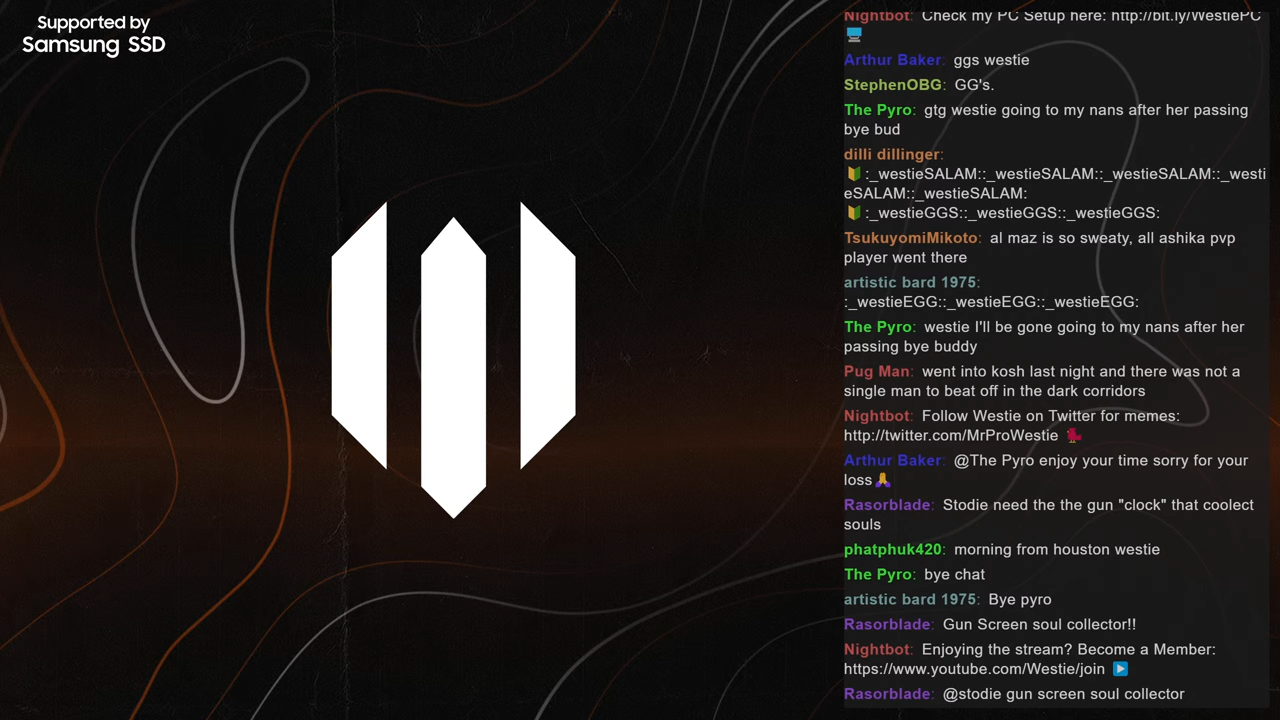 Supported by
Samsung SSD
Nightbot: Check my PC Setup here: http://bit.ly/WestiePC
Arthur Baker: ggs westie
StephenOBG: GG's.
The Pyro: gtg westie going to my nans after her passing
bye bud
dilli dillinger:
:_westieSALAM::_westieSALAM::_westieSALAM::_westi
eSALAM::_westieSALAM:
:_westieGGS::_westieGGS::_westieGGS:
TsukuyomiMikoto: al maz is so sweaty, all ashika pvp
player went there
artistic bard 1975:
:_westieEGG::_westieEGG::_westieEGG:
The Pyro: westie I'll be gone going to my nans after her
passing bye buddy
Pug Man: went into kosh last night and there was not a
single man to beat off in the dark corridors
Nightbot: Follow Westie on Twitter for memes:
http://twitter.com/MrProWestie
Arthur Baker: @The Pyro enjoy your time sorry for your
loss
Rasorblade: Stodie need the the gun "clock" that coolect
souls
phatphuk420: morning from houston westie
The Pyro: bye chat
artistic bard 1975: Bye pyro
Rasorblade: Gun Screen soul collector!!
Nightbot: Enjoying the stream? Become a Member:
https://www.youtube.com/Westie/join
Rasorblade: @stodie gun screen soul collector